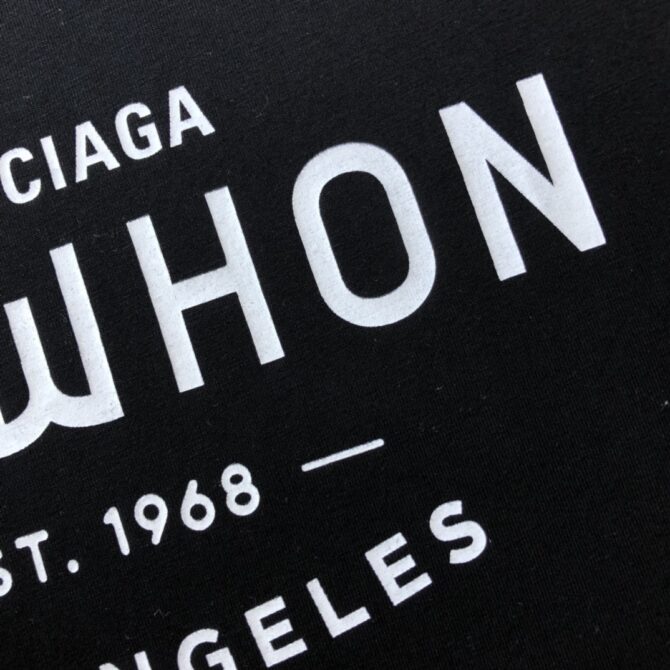 CIAGA
WHON
ST. 1968 —
NGELES